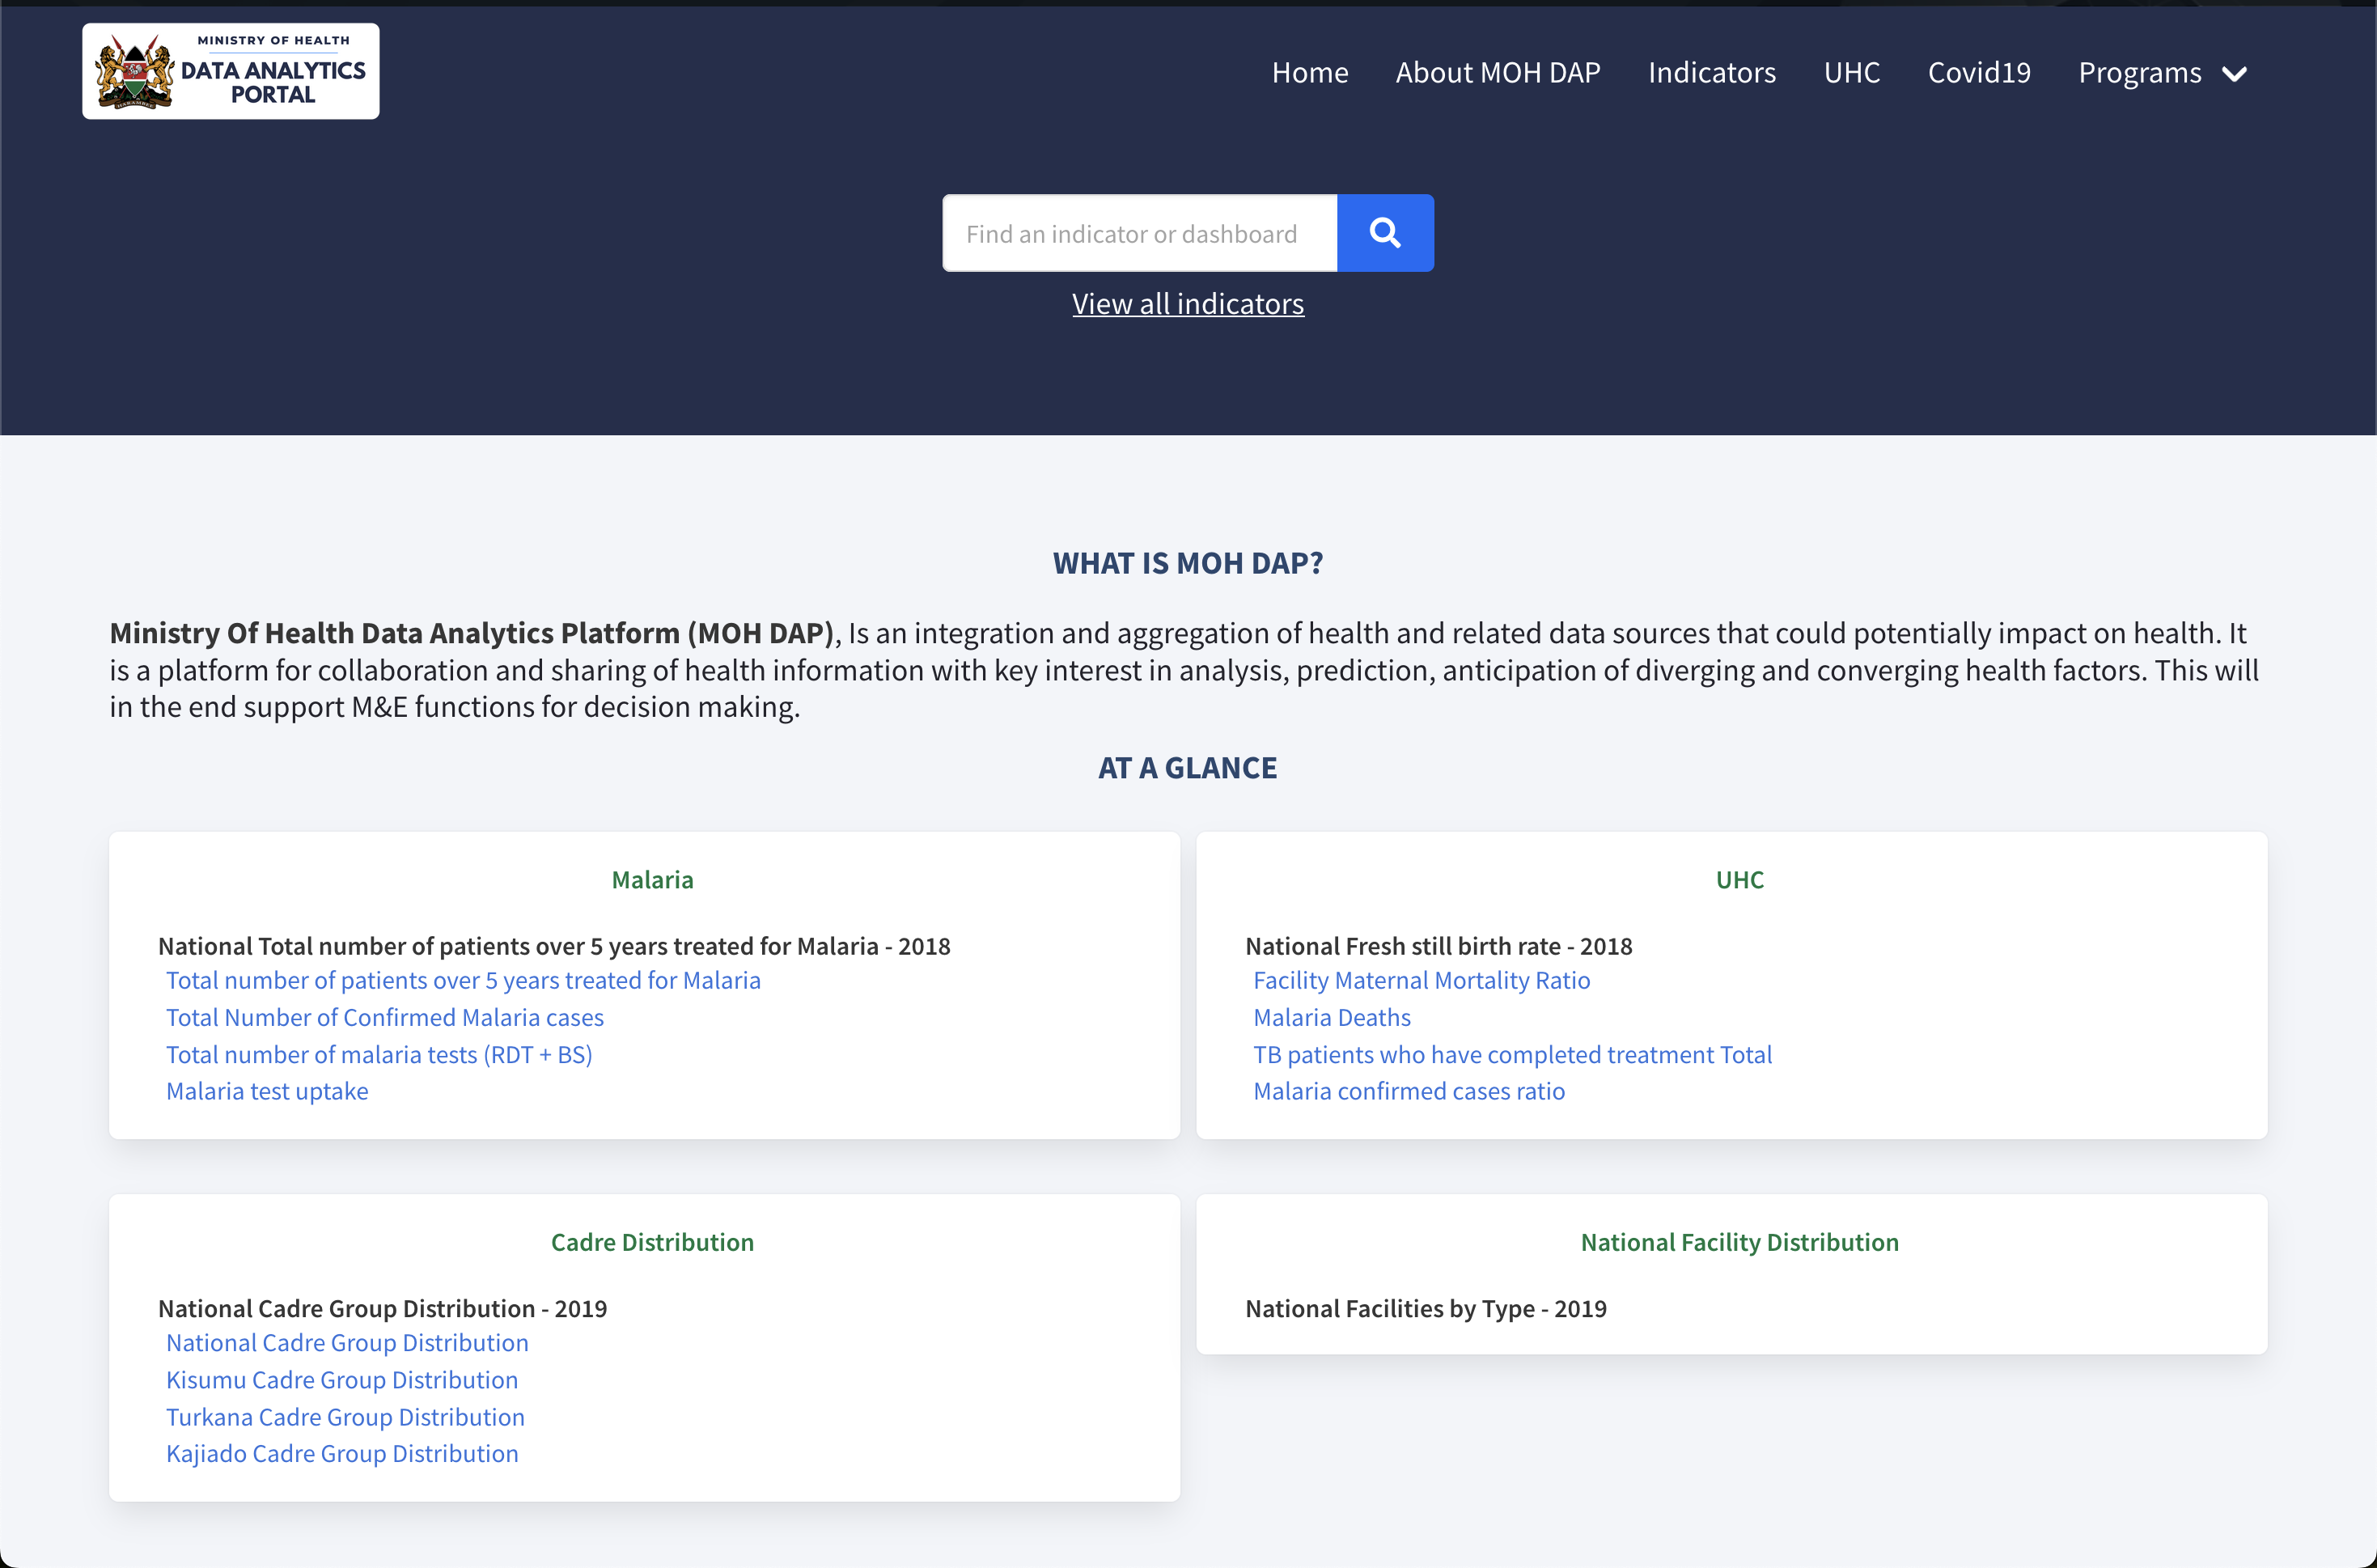 MINISTRY OF HEALTH
DATA ANALYTICS
PORTAL
Home About MOH DAP Indicators UHC Covid19 Programs
Find an indicator or dashboard
View all indicators
WHAT IS MOH DAP?
Ministry Of Health Data Analytics Platform (MOH DAP), Is an integration and aggregation of health and related data sources that could potentially impact on health. It
is a platform for collaboration and sharing of health information with key interest in analysis, prediction, anticipation of diverging and converging health factors. This will
in the end support M&E functions for decision making.
AT A GLANCE
Malaria
National Total number of patients over 5 years treated for Malaria - 2018
Total number of patients over 5 years treated for Malaria
Total Number of Confirmed Malaria cases
Total number of malaria tests (RDT + BS)
Malaria test uptake
UHC
National Fresh still birth rate - 2018
Facility Maternal Mortality Ratio
Malaria Deaths
TB patients who have completed treatment Total
Malaria confirmed cases ratio
Cadre Distribution
National Cadre Group Distribution - 2019
National Cadre Group Distribution
Kisumu Cadre Group Distribution
Turkana Cadre Group Distribution
Kajiado Cadre Group Distribution
National Facility Distribution
National Facilities by Type - 2019